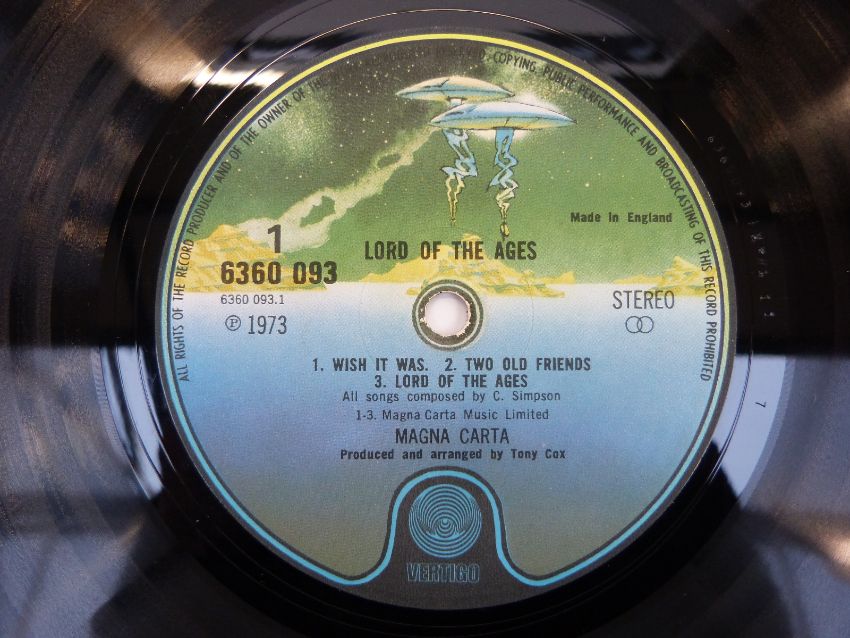 ALL RIGHTS OF THE RECORD PRODUCER AND OF THE OWNER OF THE RESERVED. COPYING, PUBLIC PERFORMANCE AND BROADCASTING OF THIS RECORD PROHIBITED
Made in England
1
LORD OF THE AGES
6360 093
6360 093.1
STEREO
℗ 1973
1. WISH IT WAS. 2. TWO OLD FRIENDS
3. LORD OF THE AGES
All songs composed by C. Simpson
1-3. Magna Carta Music Limited
MAGNA CARTA
Produced and arranged by Tony Cox
VERTIGO
7